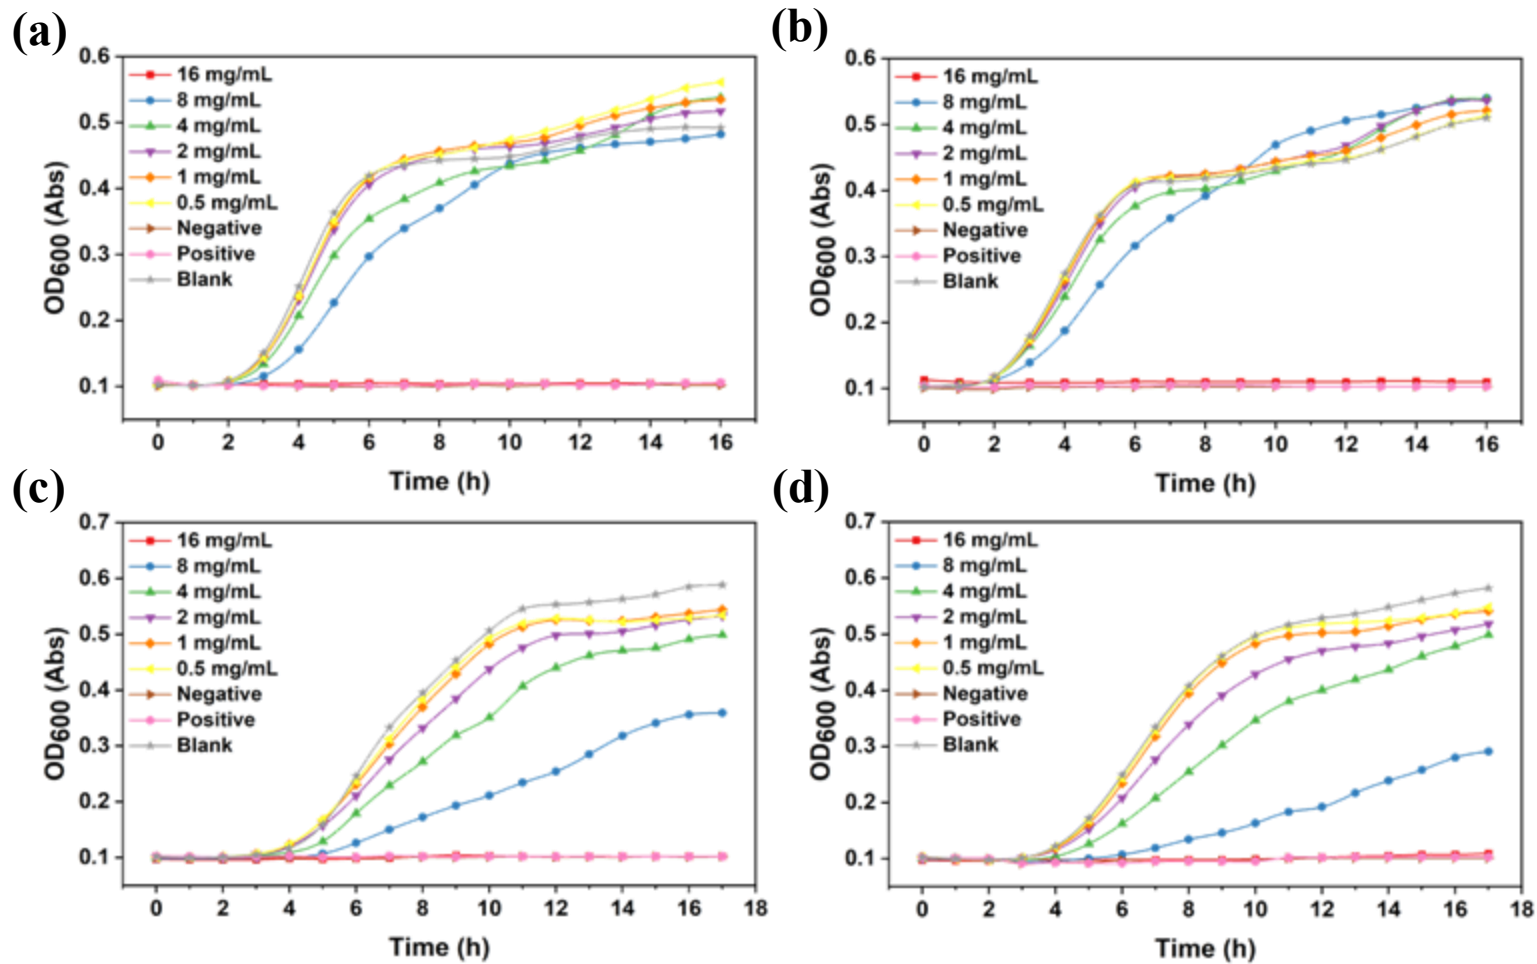 (a)
0.6
0.5
0.4
0.3
0.2
0.1
OD600 (Abs)
16 mg/mL
8 mg/mL
4 mg/mL
2 mg/mL
1 mg/mL
0.5 mg/mL
Negative
Positive
Blank
0 2 4 6 8 10 12 14 16
Time (h)
(b)
0.6
0.5
0.4
0.3
0.2
0.1
OD600 (Abs)
16 mg/mL
8 mg/mL
4 mg/mL
2 mg/mL
1 mg/mL
0.5 mg/mL
Negative
Positive
Blank
0 2 4 6 8 10 12 14 16
Time (h)
(c)
0.7
0.6
0.5
0.4
0.3
0.2
0.1
OD600 (Abs)
16 mg/mL
8 mg/mL
4 mg/mL
2 mg/mL
1 mg/mL
0.5 mg/mL
Negative
Positive
Blank
0 2 4 6 8 10 12 14 16 18
Time (h)
(d)
0.7
0.6
0.5
0.4
0.3
0.2
0.1
OD600 (Abs)
16 mg/mL
8 mg/mL
4 mg/mL
2 mg/mL
1 mg/mL
0.5 mg/mL
Negative
Positive
Blank
0 2 4 6 8 10 12 14 16 18
Time (h)